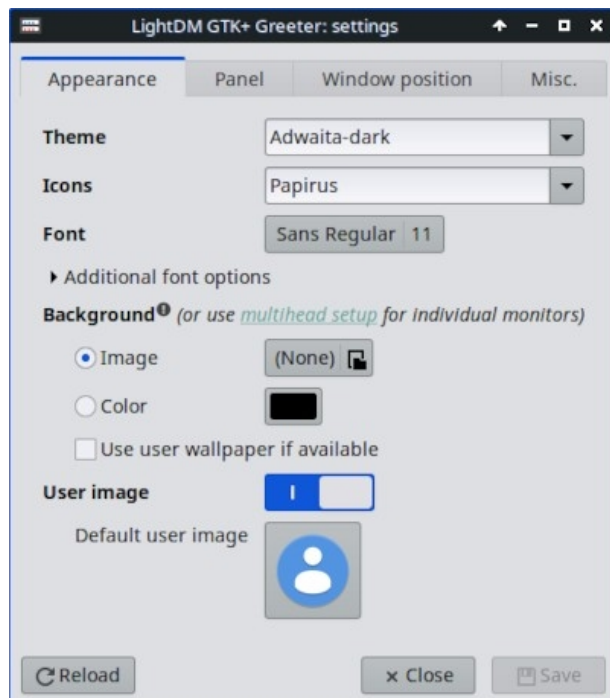 LightDM GTK+ Greeter: settings
Appearance Panel Window position Misc.
Theme Adwaita-dark
Icons Papirus
Font Sans Regular 11
Additional font options
Background (or use multihead setup for individual monitors)
Image (None)
Color
Use user wallpaper if available
User image
Default user image
Reload Close Save